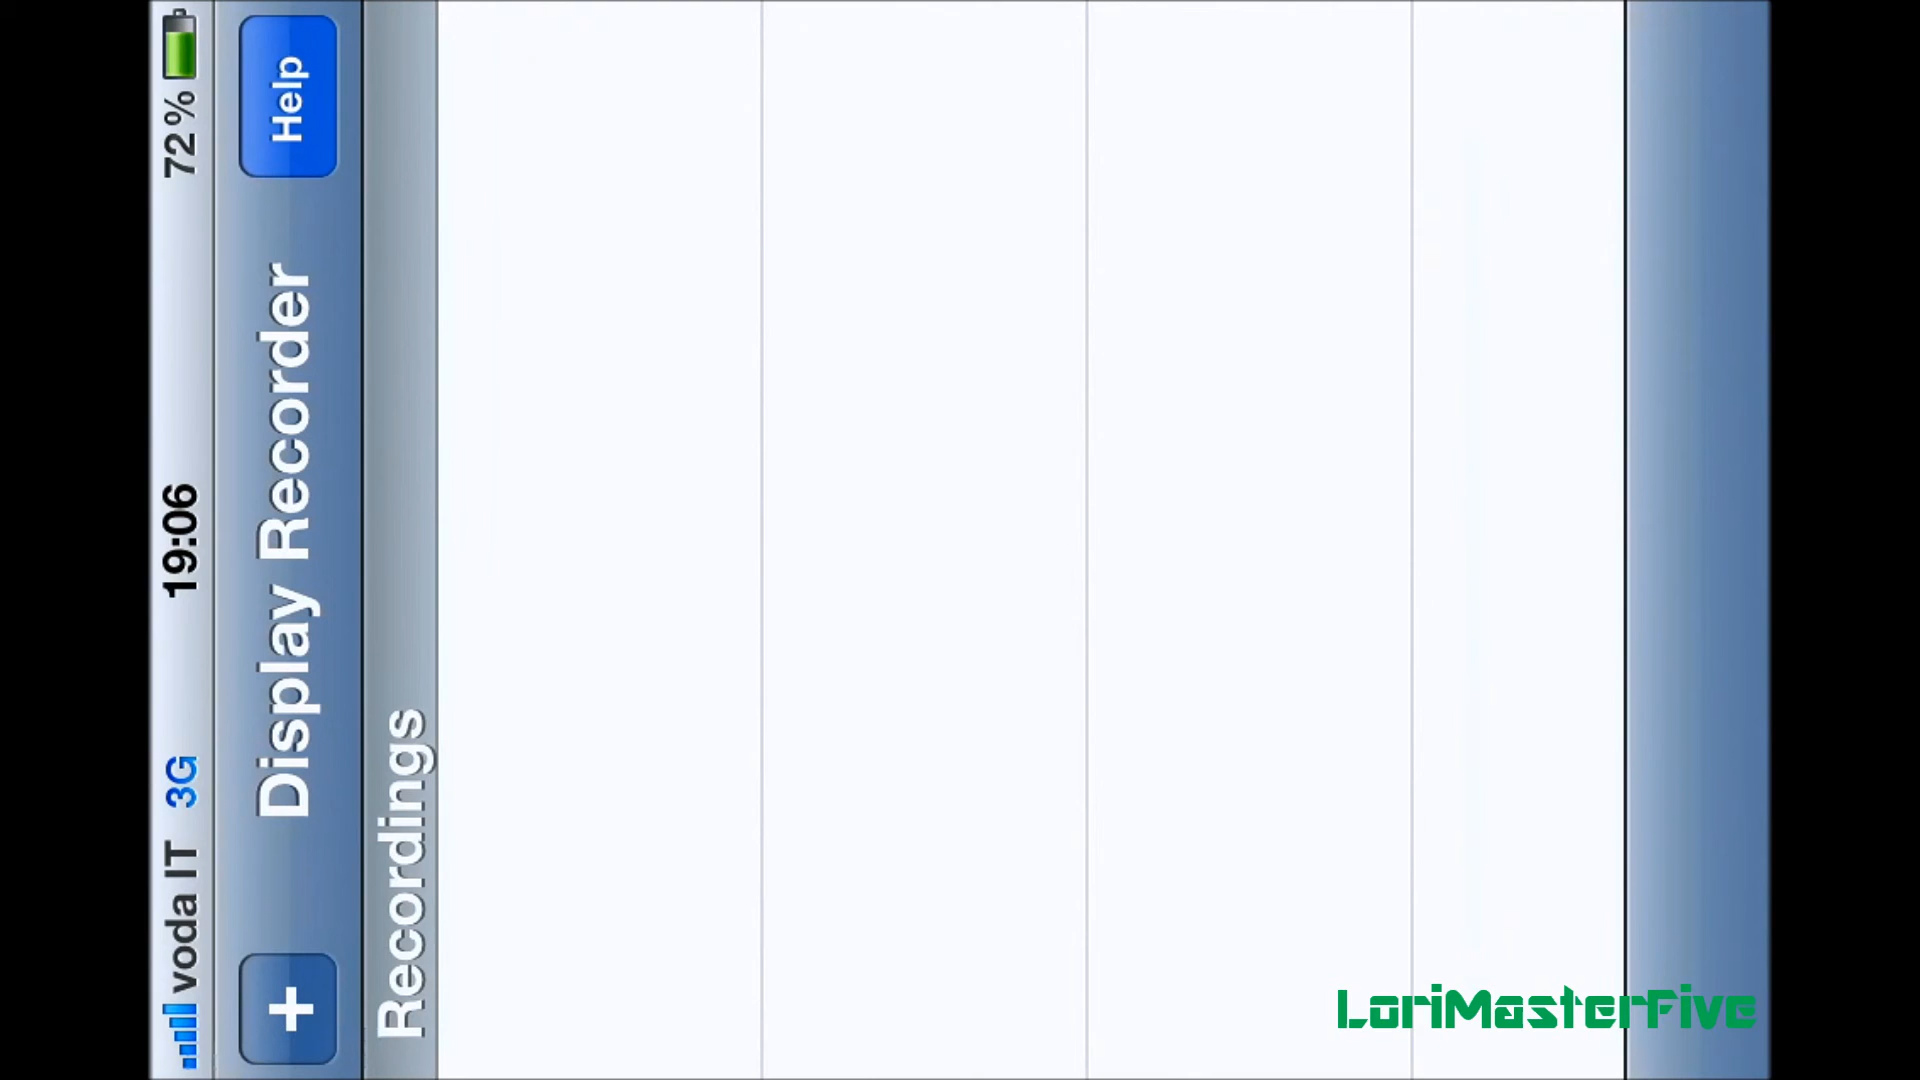 voda IT 3G 19:06 72 %
+ Display Recorder Help
Recordings
LoriMasterFive